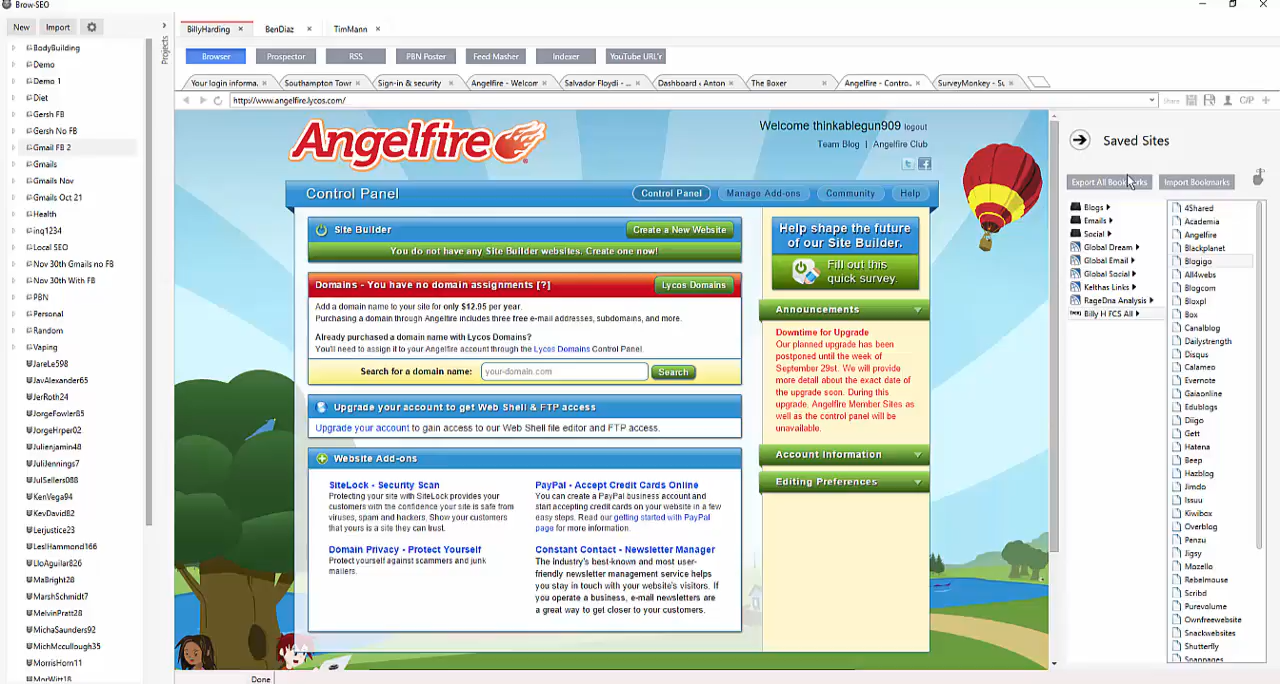 Brow-SEO
New Import
BodyBuilding
Demo
Demo 1
Diet
Gersh FB
Gersh No FB
Gmail FB 2
Gmails
Gmails Nov
Gmails Oct 21
Health
inq1234
Local SEO
Nov 30th Gmails no FB
Nov 30th With FB
PBN
Personal
Random
Vaping
JareLe598
JavAlexander65
JerRoth24
JorgeFowler85
JorgeHrper02
Julienjamin48
JuliJennings7
JulSellers088
KenVega94
KevDavid82
Lerjustice23
LeslHammond166
LloAguilar826
MaBright28
MarshSchmidt7
MelvinPratt28
MichaSaunders92
MichMccullough35
MorrisHorn11
MorWitt18
Projects
BillyHarding × BenDiaz × TimMann ×
Browser Prospector RSS PBN Poster Feed Masher Indexer YouTube URL's
Your login informa. × Southampton Towr × Sign-in & security × Angelfire - Welcom × Salvador Floydi - ... × Dashboard ‹ Anton × The Boxer × Angelfire - Contro.. × SurveyMonkey - Su ×
http://www.angelfire.lycos.com/
Share C/P +
Angelfire
Welcome thinkablegun909 logout
Team Blog | Angelfire Club
Control Panel
Control Panel Manage Add-ons Community Help
Site Builder
Create a New Website
You do not have any Site Builder websites. Create one now!
Domains - You have no domain assignments [?]
Lycos Domains
Add a domain name to your site for only $12.95 per year.
Purchasing a domain through Angelfire includes three free e-mail addresses, subdomains, and more.
Already purchased a domain name with Lycos Domains?
You'll need to assign it to your Angelfire account through the Lycos Domains Control Panel.
Search for a domain name: your-domain.com Search
Upgrade your account to get Web Shell & FTP access
Upgrade your account to gain access to our Web Shell file editor and FTP access.
Website Add-ons
SiteLock - Security Scan
Protecting your site with SiteLock provides your
customers with the confidence your site is safe from
viruses, spam and hackers. Show your customers
that yours is a site they can trust.
PayPal - Accept Credit Cards Online
You can create a PayPal business account and
start accepting credit cards on your website in a few
easy steps. Read our getting started with PayPal
page for more information.
Domain Privacy - Protect Yourself
Protect yourself against scammers and junk
mailers.
Constant Contact - Newsletter Manager
The industry's best-known and most user-
friendly newsletter management service helps
you stay in touch with your website's visitors. If
you operate a business, e-mail newsletters are
a great way to get closer to your customers.
Help shape the future
of our Site Builder.
Fill out this
quick survey.
Announcements
Downtime for Upgrade
Our planned upgrade has been
postponed until the week of
September 29st. We will provide
more detail about the exact date of
the upgrade soon. During this
upgrade. Angelfire Member Sites as
well as the control panel will be
unavailable.
Account Information
Editing Preferences
Saved Sites
Export All Bookmarks Import Bookmarks
Blogs
Emails
Social
Global Dream
Global Email
Global Social
Kelthas Links
RageDna Analysis
Billy H FCS All
4Shared
Academia
Angelfire
Blackplanet
Blogigo
All4webs
Blogcom
Bloxpl
Box
Canalblog
Dailystrength
Disqus
Calameo
Evernote
Gaiaonline
Edublogs
Diigo
Gett
Hatena
Beep
Hazblog
Jimdo
Issuu
Kiwibox
Overblog
Penzu
Jigsy
Mozello
Rebelmouse
Scribd
Purevolume
Ownfreewebsite
Snackwebsites
Shutterfly
Snappages
Done